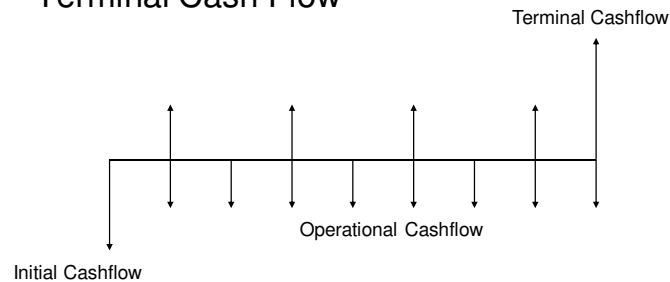 Terminal Cash Flow
Terminal Cashflow
Operational Cashflow
Initial Cashflow